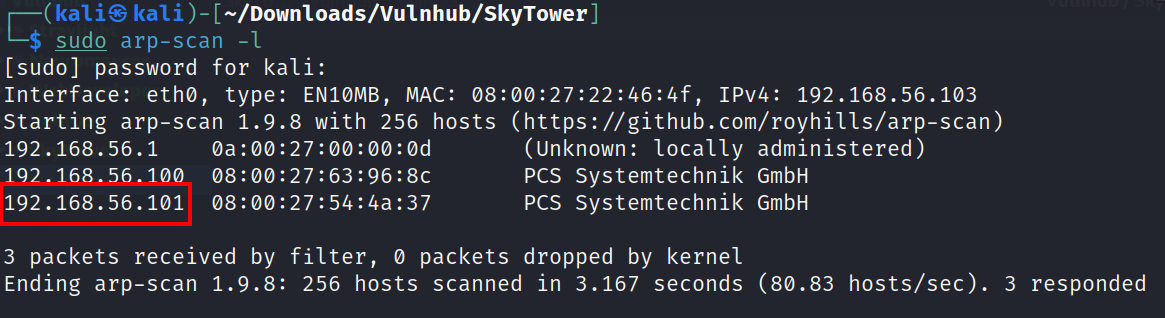 ┌──(kali㉿kali)-[~/Downloads/Vulnhub/SkyTower]
└─$ sudo arp-scan -l
[sudo] password for kali:
Interface: eth0, type: EN10MB, MAC: 08:00:27:22:46:4f, IPv4: 192.168.56.103
Starting arp-scan 1.9.8 with 256 hosts (https://github.com/royhills/arp-scan)
192.168.56.1    0a:00:27:00:00:0d       (Unknown: locally administered)
192.168.56.100  08:00:27:63:96:8c       PCS Systemtechnik GmbH
192.168.56.101  08:00:27:54:4a:37       PCS Systemtechnik GmbH

3 packets received by filter, 0 packets dropped by kernel
Ending arp-scan 1.9.8: 256 hosts scanned in 3.167 seconds (80.83 hosts/sec). 3 responded